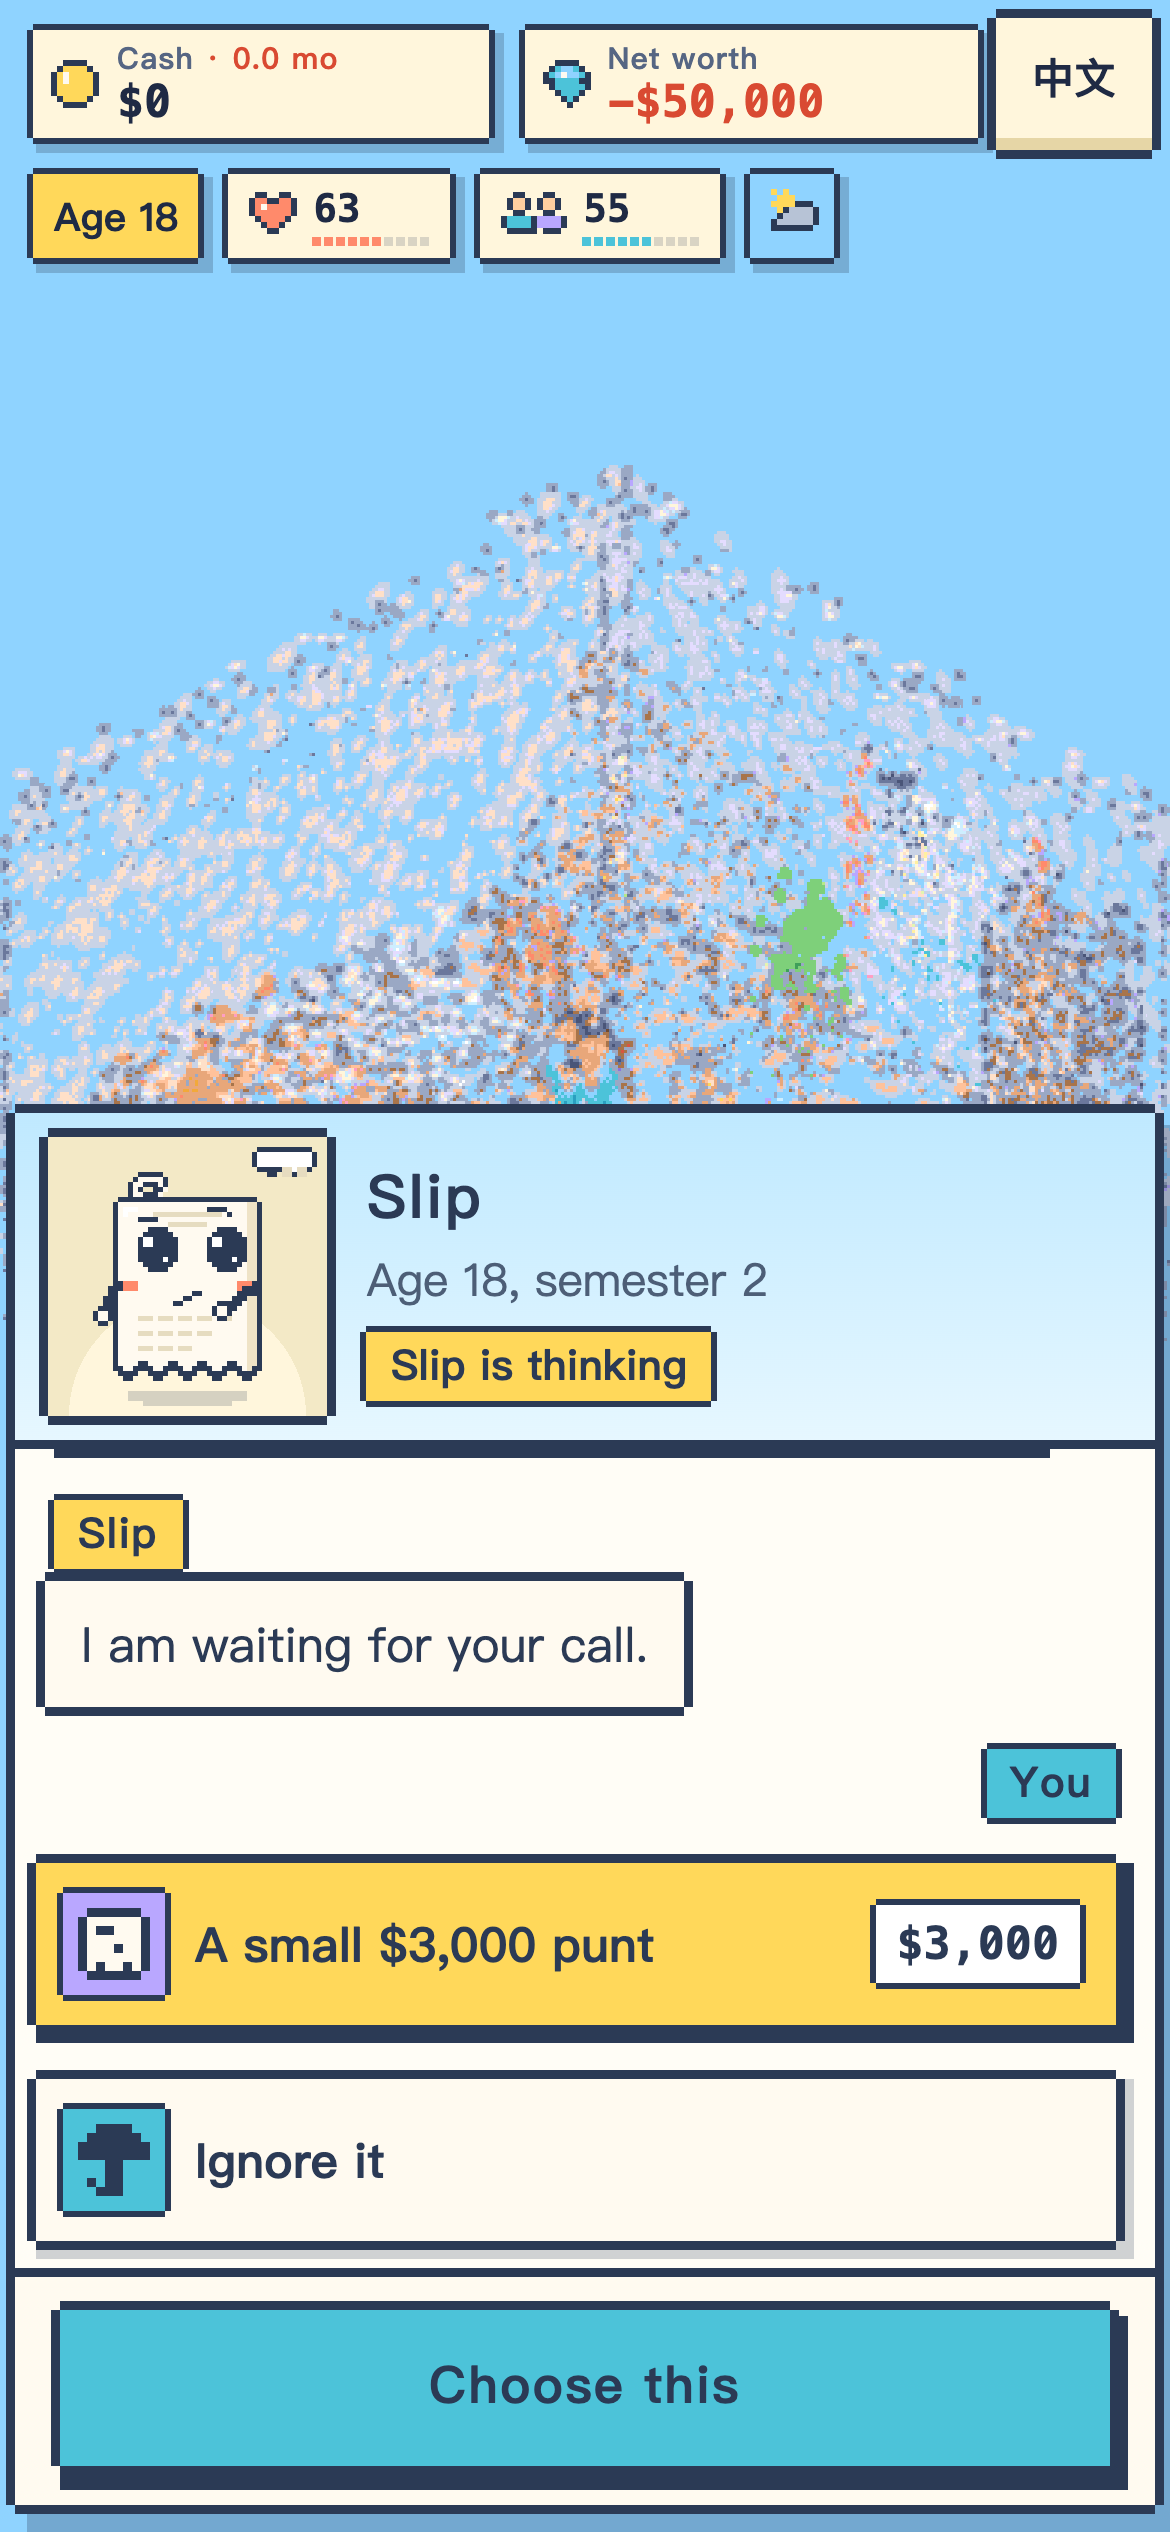 Cash · 0.0 mo
$0
Net worth
−$50,000
中文
Age 18
63
55
Slip
Age 18, semester 2
Slip is thinking
Slip
I am waiting for your call.
You
A small $3,000 punt
$3,000
Ignore it
Choose this